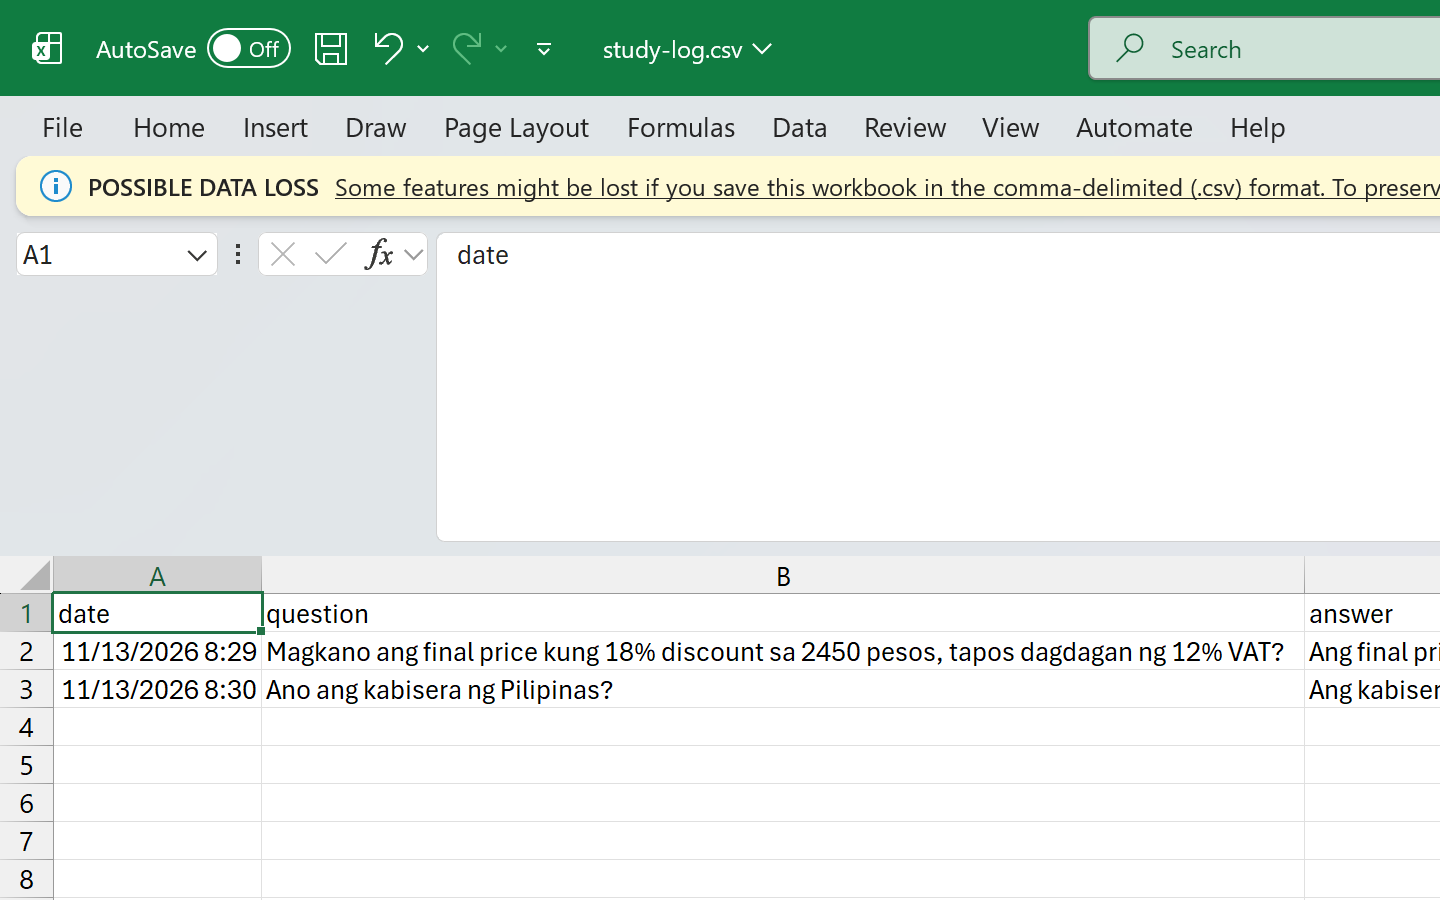 AutoSave Off study-log.csv Search
File Home Insert Draw Page Layout Formulas Data Review View Automate Help
POSSIBLE DATA LOSS Some features might be lost if you save this workbook in the comma-delimited (.csv) format. To preserv
A1 fx date
A B
1 date question answer
2 11/13/2026 8:29 Magkano ang final price kung 18% discount sa 2450 pesos, tapos dagdagan ng 12% VAT? Ang final pri
3 11/13/2026 8:30 Ano ang kabisera ng Pilipinas? Ang kabiser
4
5
6
7
8